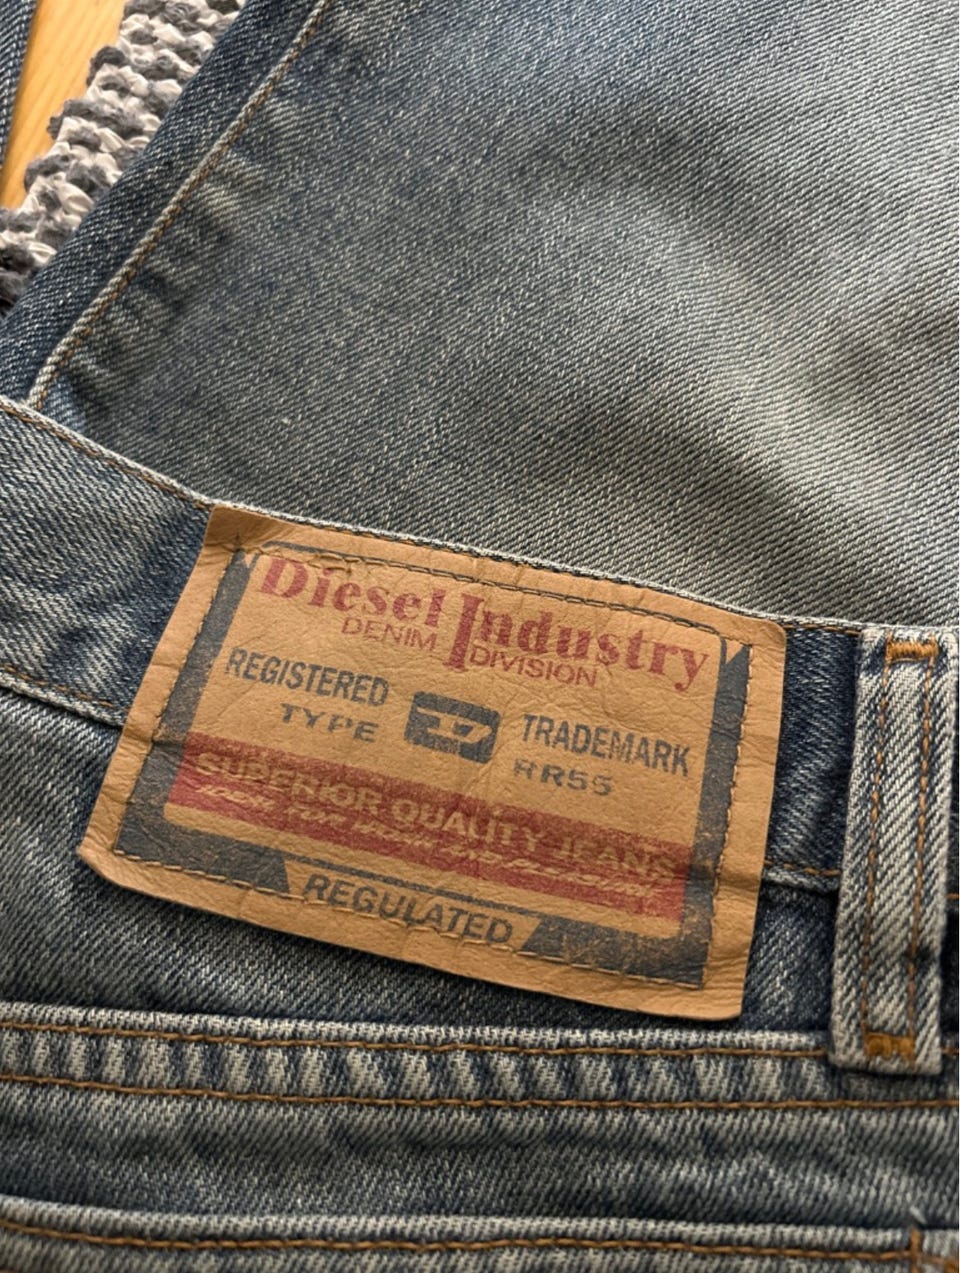 Diesel Industry
DENIM DIVISION
REGISTERED D TRADEMARK
TYPE RR55
SUPERIOR QUALITY JEANS
REGULATED